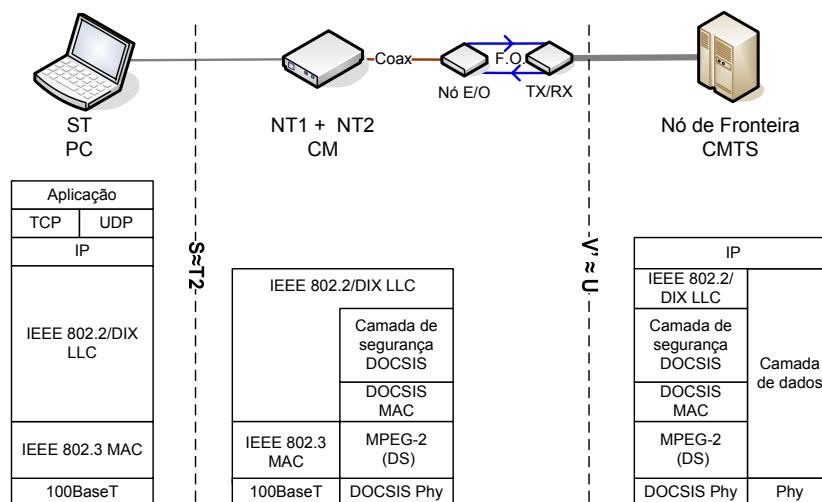 Coax
F.O.
Nó E/O
TX/RX
ST
PC
NT1 + NT2
CM
Nó de Fronteira
CMTS
S≈T2
V' ≈ U
Aplicação
TCP
UDP
IP
IEEE 802.2/DIX
LLC
IEEE 802.3 MAC
100BaseT
IEEE 802.2/DIX LLC
Camada de
segurança
DOCSIS
DOCSIS
MAC
IEEE 802.3
MAC
MPEG-2
(DS)
100BaseT
DOCSIS Phy
IP
IEEE 802.2/
DIX LLC
Camada de
segurança
DOCSIS
DOCSIS
MAC
MPEG-2
(DS)
DOCSIS Phy
Camada
de dados
Phy